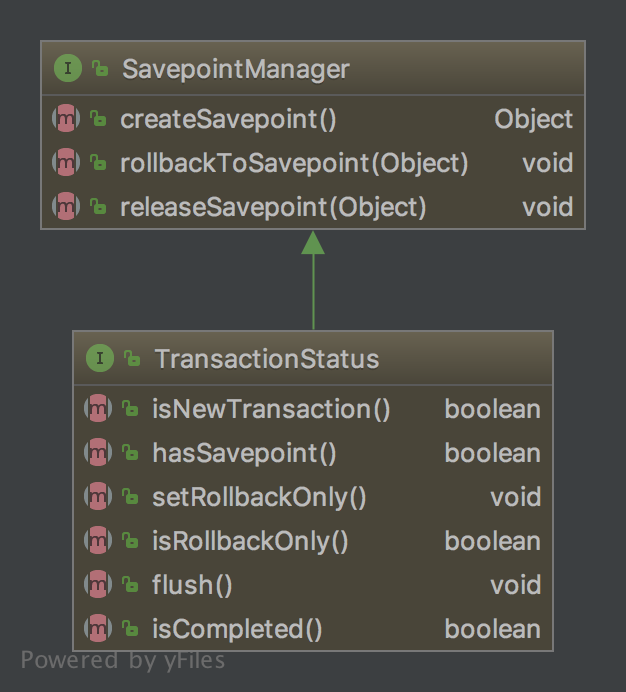 SavepointManager
createSavepoint() Object
rollbackToSavepoint(Object) void
releaseSavepoint(Object) void
TransactionStatus
isNewTransaction() boolean
hasSavepoint() boolean
setRollbackOnly() void
isRollbackOnly() boolean
flush() void
isCompleted() boolean
Powered by yFiles